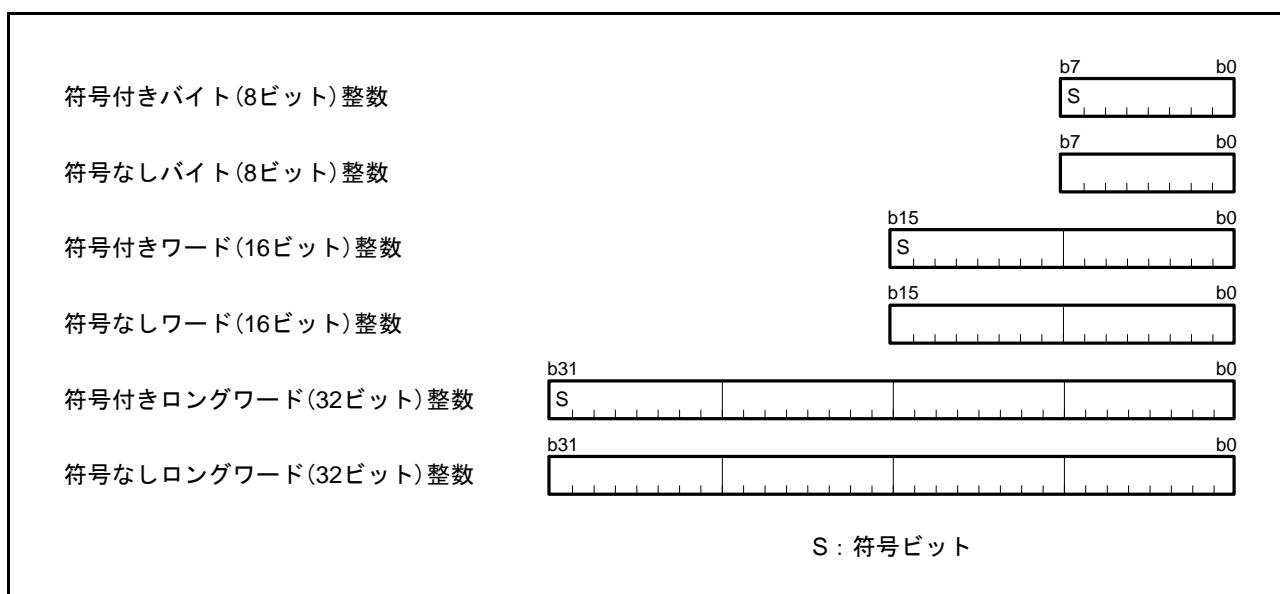 b7 b0
符号付きバイト(8ビット)整数 S
b7 b0
符号なしバイト(8ビット)整数
b15 b0
符号付きワード(16ビット)整数 S
b15 b0
符号なしワード(16ビット)整数
b31 b0
符号付きロングワード(32ビット)整数 S
b31 b0
符号なしロングワード(32ビット)整数
S：符号ビット